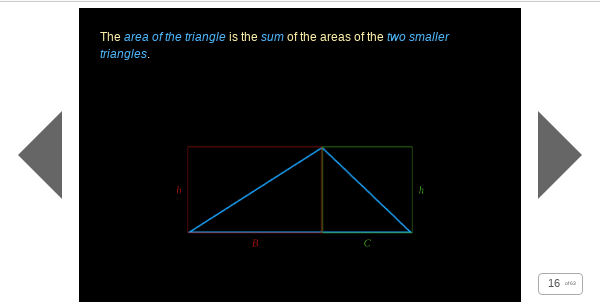 The area of the triangle is the sum of the areas of the two smaller
triangles.
h
h
B
C
16 of 63